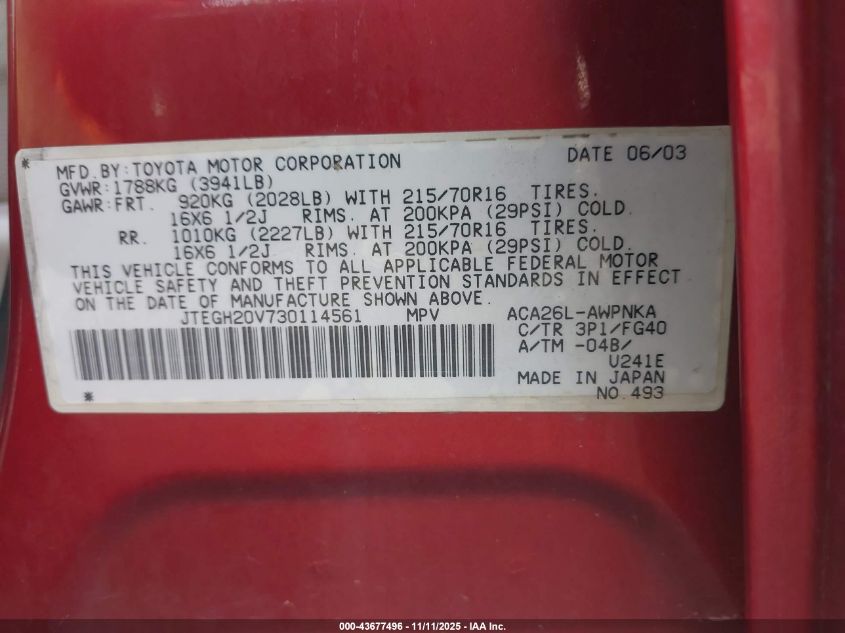 * MFD.BY:TOYOTA MOTOR CORPORATION DATE 06/03
GVWR:1788KG (3941LB)
GAWR:FRT. 920KG (2028LB) WITH 215/70R16 TIRES.
16X6 1/2J RIMS. AT 200KPA (29PSI) COLD.
RR. 1010KG (2227LB) WITH 215/70R16 TIRES.
16X6 1/2J RIMS. AT 200KPA (29PSI) COLD.
THIS VEHICLE CONFORMS TO ALL APPLICABLE FEDERAL MOTOR
VEHICLE SAFETY AND THEFT PREVENTION STANDARDS IN EFFECT
ON THE DATE OF MANUFACTURE SHOWN ABOVE.
JTEGH20V730114561 MPV ACA26L-AWPNKA
C/TR 3P1/FG40
A/TM -04B/
U241E
MADE IN JAPAN
* NO.493
000-43677496 - 11/11/2025 - IAA Inc.